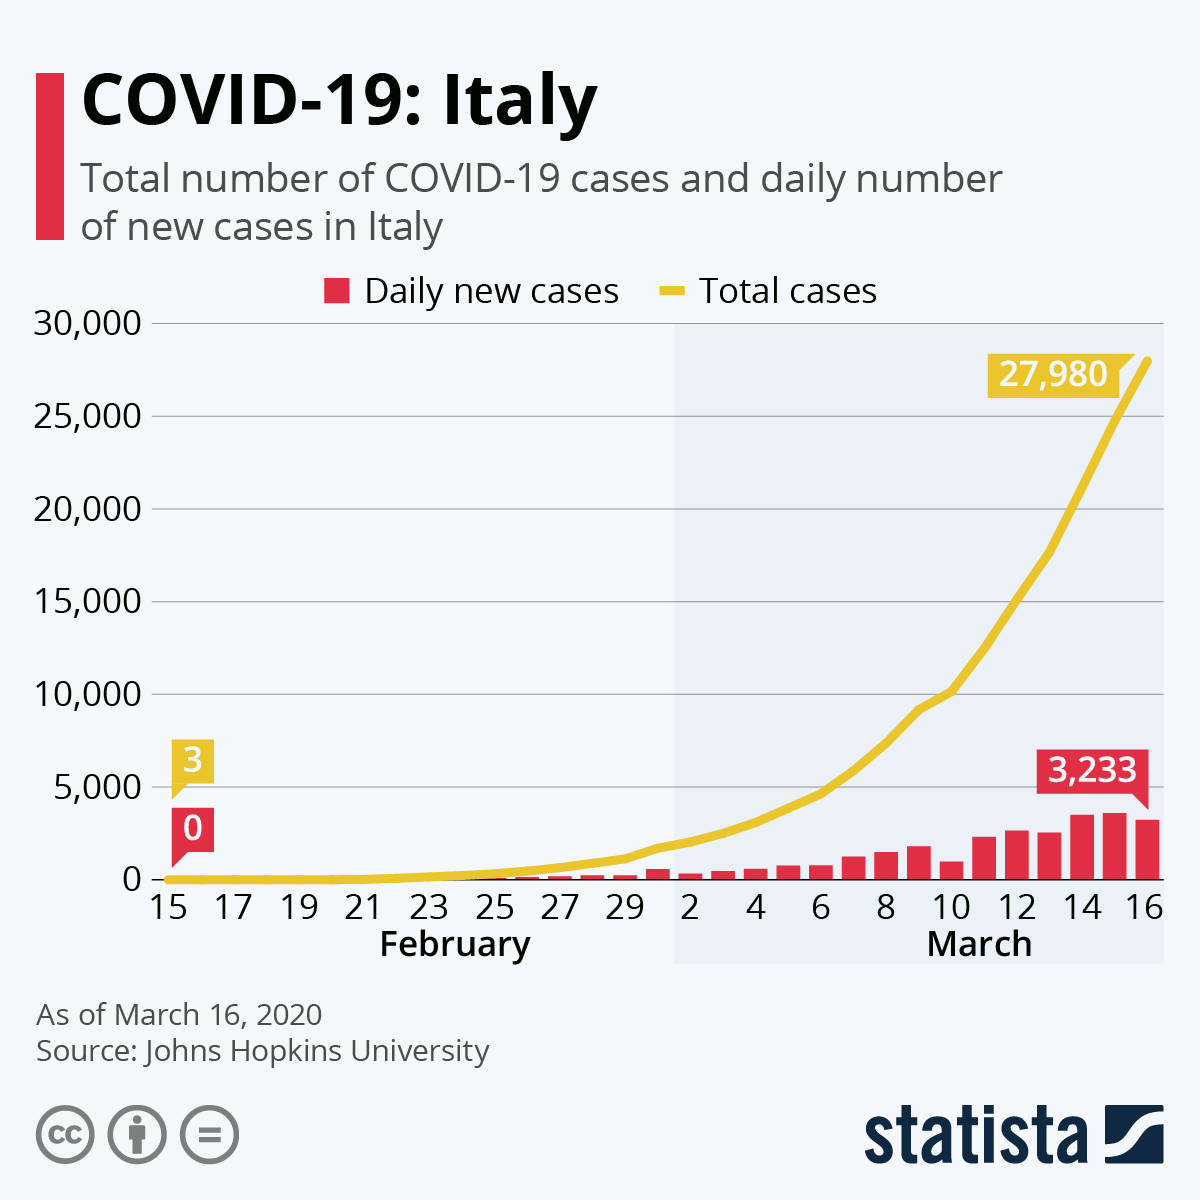 COVID-19: Italy
Total number of COVID-19 cases and daily number
of new cases in Italy
Daily new cases Total cases
30,000
25,000
20,000
15,000
10,000
5,000
0
27,980
3
0
3,233
15 17 19 21 23 25 27 29 2 4 6 8 10 12 14 16
February March
As of March 16, 2020
Source: Johns Hopkins University
cc
statista